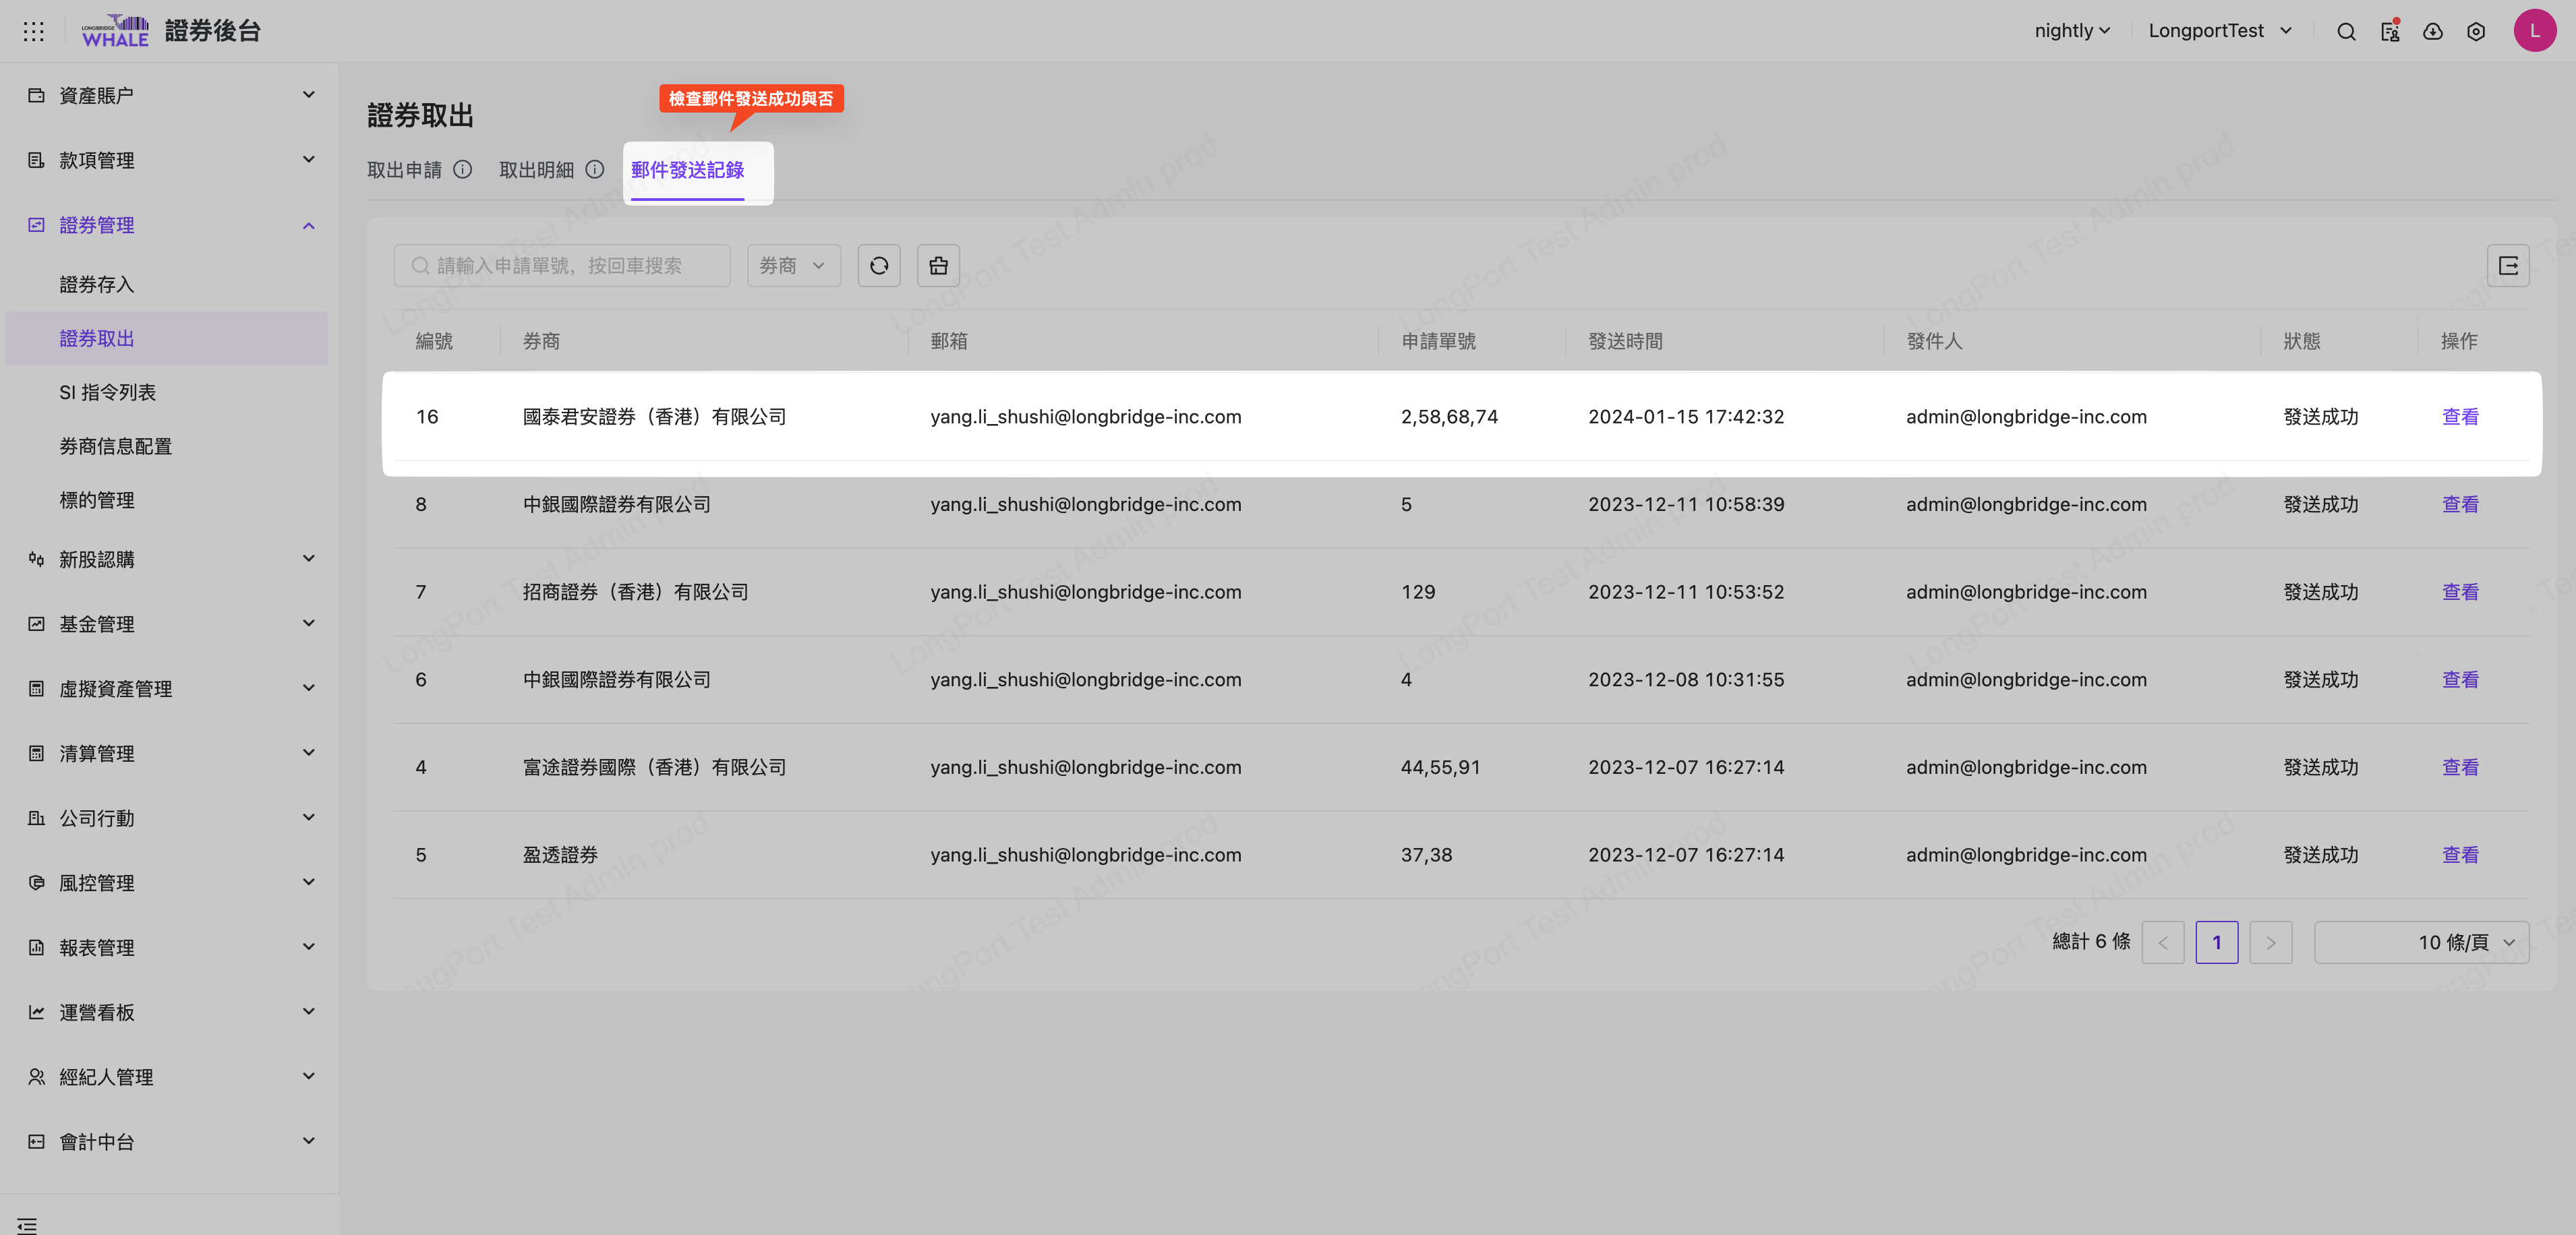 LONGBRIDGE
WHALE
證券後台
nightly
LongportTest
L
資產賬户
款項管理
證券管理
證券存入
證券取出
SI 指令列表
券商信息配置
標的管理
新股認購
基金管理
虛擬資產管理
清算管理
公司行動
風控管理
報表管理
運營看板
經紀人管理
會計中台
證券取出
檢查郵件發送成功與否
取出申請 取出明細 郵件發送記錄
請輸入申請單號，按回車搜索 券商
編號 券商 郵箱 申請單號 發送時間 發件人 狀態 操作
16 國泰君安證券（香港）有限公司 yang.li_shushi@longbridge-inc.com 2,58,68,74 2024-01-15 17:42:32 admin@longbridge-inc.com 發送成功 查看
8 中銀國際證券有限公司 yang.li_shushi@longbridge-inc.com 5 2023-12-11 10:58:39 admin@longbridge-inc.com 發送成功 查看
7 招商證券（香港）有限公司 yang.li_shushi@longbridge-inc.com 129 2023-12-11 10:53:52 admin@longbridge-inc.com 發送成功 查看
6 中銀國際證券有限公司 yang.li_shushi@longbridge-inc.com 4 2023-12-08 10:31:55 admin@longbridge-inc.com 發送成功 查看
4 富途證券國際（香港）有限公司 yang.li_shushi@longbridge-inc.com 44,55,91 2023-12-07 16:27:14 admin@longbridge-inc.com 發送成功 查看
5 盈透證券 yang.li_shushi@longbridge-inc.com 37,38 2023-12-07 16:27:14 admin@longbridge-inc.com 發送成功 查看
總計 6 條 1 10 條/頁
LongPort Test Admin prod